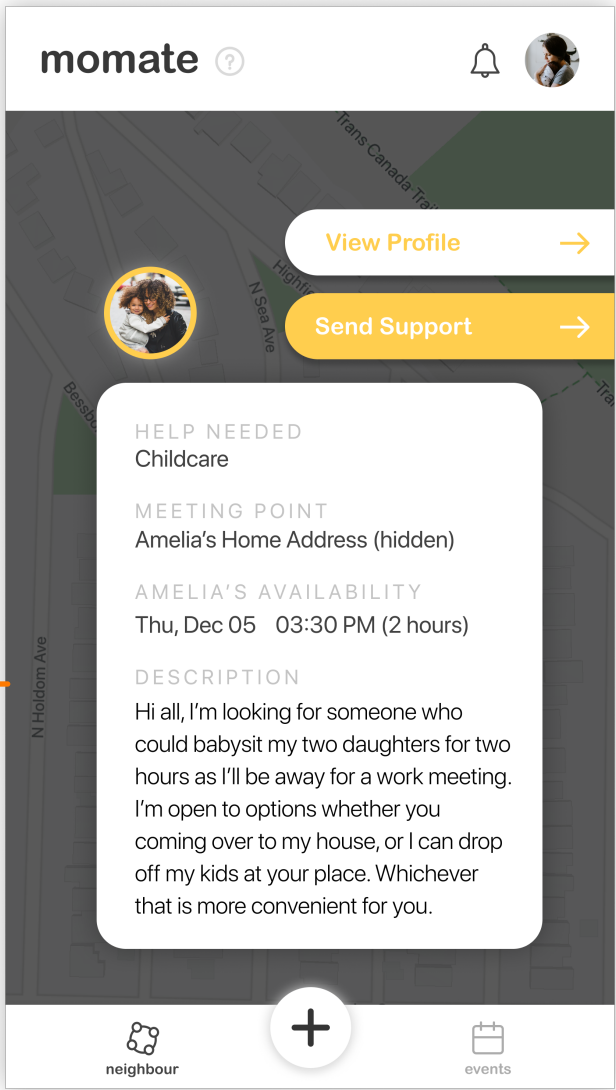 momate ?
Trans Canada Trai
View Profile
Highfi
N Sea Ave
Send Support
Bessbo
Tra
HELP NEEDED
Childcare
MEETING POINT
Amelia's Home Address (hidden)
AMELIA'S AVAILABILITY
Thu, Dec 05 03:30 PM (2 hours)
N Holdom Ave
DESCRIPTION
Hi all, I'm looking for someone who
could babysit my two daughters for two
hours as I'll be away for a work meeting.
I'm open to options whether you
coming over to my house, or I can drop
off my kids at your place. Whichever
that is more convenient for you.
+
neighbour
events